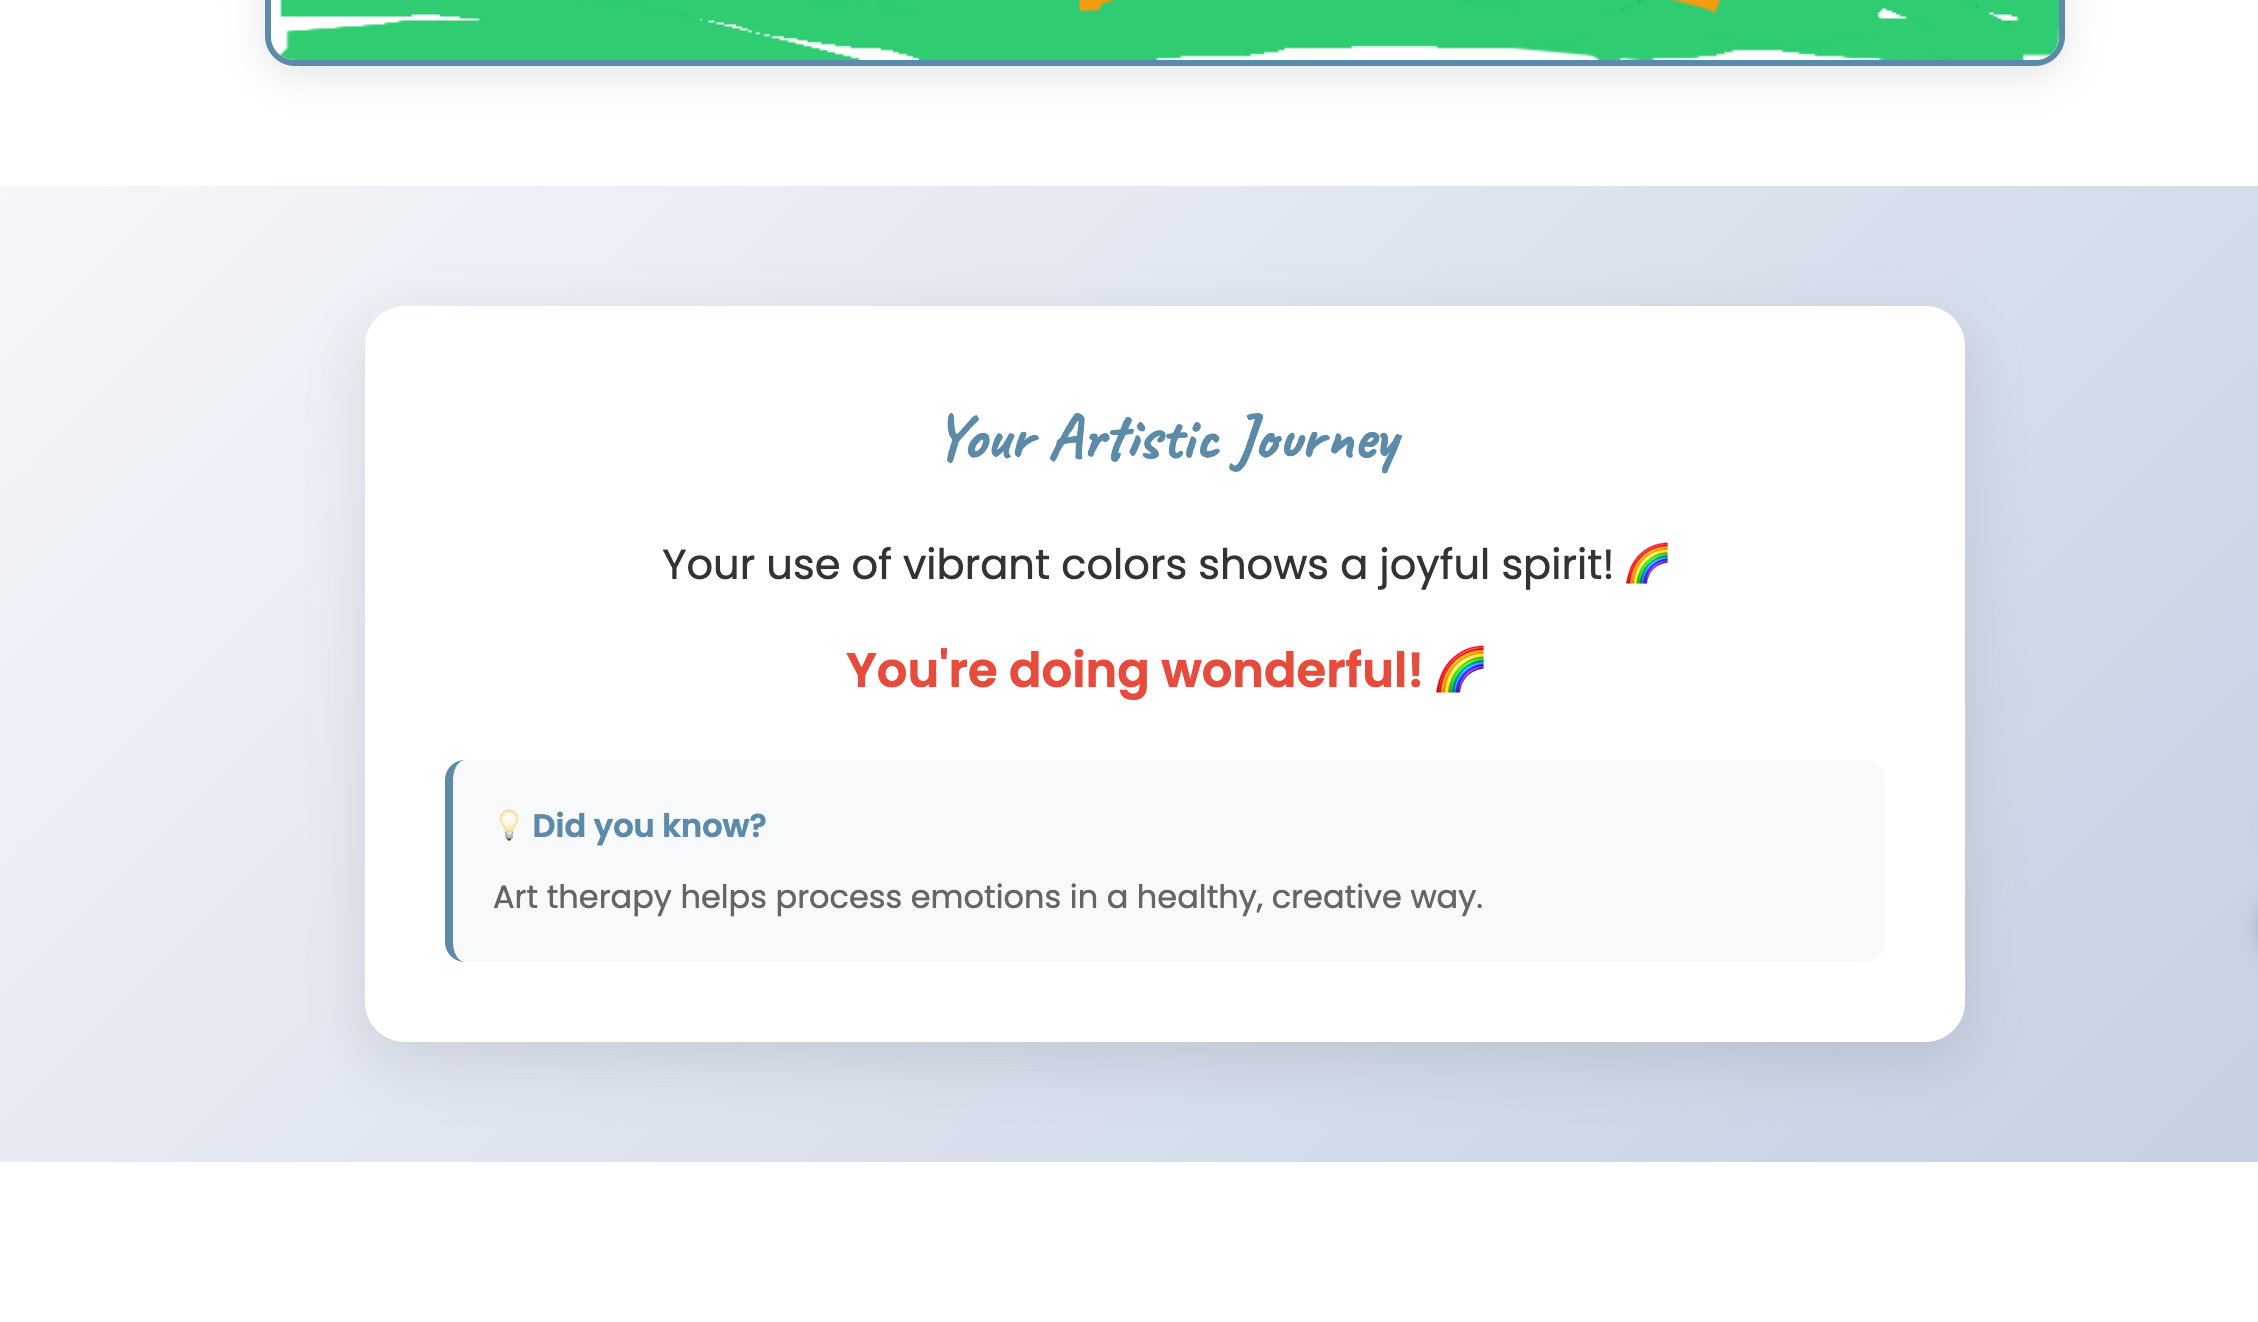 Your Artistic Journey
Your use of vibrant colors shows a joyful spirit! 🌈
You're doing wonderful! 🌈
💡 Did you know?
Art therapy helps process emotions in a healthy, creative way.